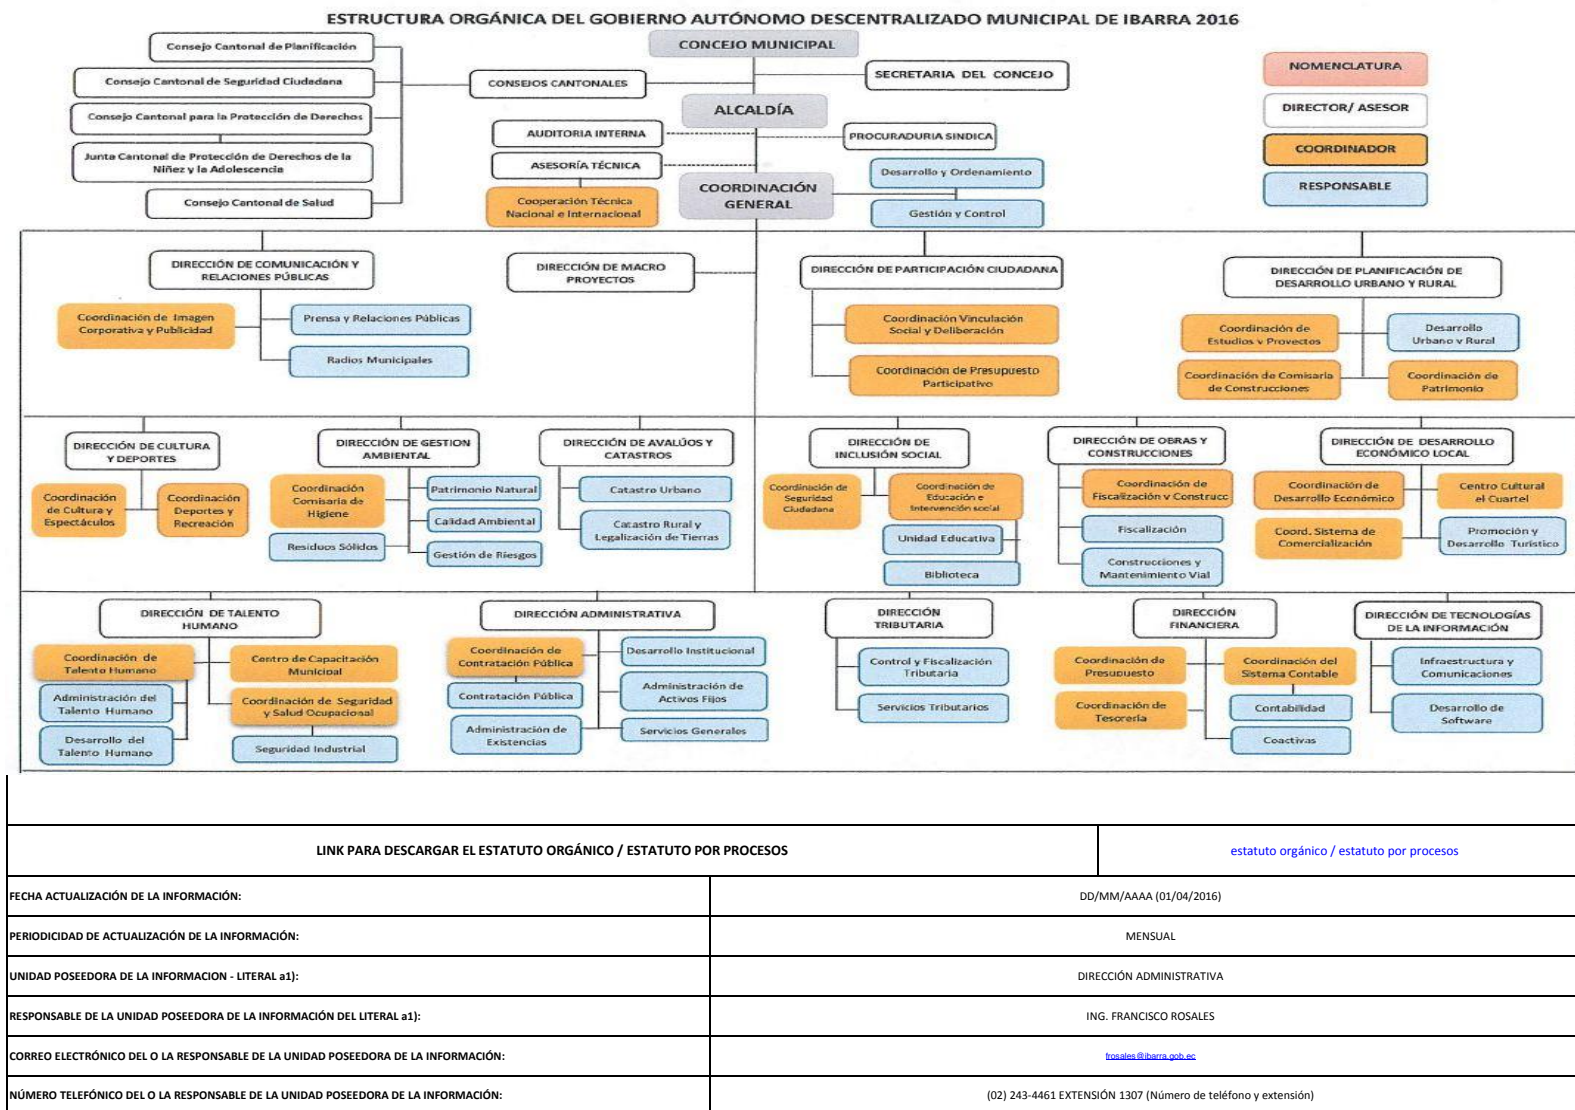 ESTRUCTURA ORGÁNICA DEL GOBIERNO AUTÓNOMO DESCENTRALIZADO MUNICIPAL DE IBARRA 2016
Consejo Cantonal de Planificación
Consejo Cantonal de Seguridad Ciudadana
Consejo Cantonal para la Protección de Derechos
Junta Cantonal de Protección de Derechos de la
Niñez y la Adolescencia
Consejo Cantonal de Salud
CONSEJOS CANTONALES
CONCEJO MUNICIPAL
SECRETARIA DEL CONCEJO
ALCALDÍA
AUDITORIA INTERNA
PROCURADURIA SINDICA
ASESORÍA TÉCNICA
Cooperación Técnica
Nacional e Internacional
COORDINACIÓN
GENERAL
Desarrollo y Ordenamiento
Gestión y Control
NOMENCLATURA
DIRECTOR/ ASESOR
COORDINADOR
RESPONSABLE
DIRECCIÓN DE COMUNICACIÓN Y
RELACIONES PÚBLICAS
Coordinación de Imagen
Corporativa y Publicidad
Prensa y Relaciones Públicas
Radios Municipales
DIRECCIÓN DE MACRO
PROYECTOS
DIRECCIÓN DE PARTICIPACIÓN CIUDADANA
Coordinación Vinculación
Social y Deliberación
Coordinación de Presupuesto
Participativo
DIRECCIÓN DE PLANIFICACIÓN DE
DESARROLLO URBANO Y RURAL
Coordinación de
Estudios y Proyectos
Desarrollo
Urbano y Rural
Coordinación de Comisaria
de Construcciones
Coordinación de
Patrimonio
DIRECCIÓN DE CULTURA
Y DEPORTES
Coordinación
de Cultura y
Espectáculos
Coordinación
Deportes y
Recreación
DIRECCIÓN DE GESTION
AMBIENTAL
Coordinación
Comisaria de
Higiene
Residuos Sólidos
Patrimonio Natural
Calidad Ambiental
Gestión de Riesgos
DIRECCIÓN DE AVALÚOS Y
CATASTROS
Catastro Urbano
Catastro Rural y
Legalización de Tierras
DIRECCIÓN DE
INCLUSIÓN SOCIAL
Coordinación de
Seguridad
Ciudadana
Coordinación de
Educación e
Intervención social
Unidad Educativa
Biblioteca
DIRECCIÓN DE OBRAS Y
CONSTRUCCIONES
Coordinación de
Fiscalización y Construcc
Fiscalización
Construcciones y
Mantenimiento Vial
DIRECCIÓN DE DESARROLLO
ECONÓMICO LOCAL
Coordinación de
Desarrollo Económico
Centro Cultural
el Cuartel
Coord. Sistema de
Comercialización
Promoción y
Desarrollo Turístico
DIRECCIÓN DE TALENTO
HUMANO
Coordinación de
Talento Humano
Administración del
Talento Humano
Desarrollo del
Talento Humano
Centro de Capacitación
Municipal
Coordinación de Seguridad
y Salud Ocupacional
Seguridad Industrial
DIRECCIÓN ADMINISTRATIVA
Coordinación de
Contratación Pública
Contratación Pública
Administración de
Existencias
Desarrollo Institucional
Administración de
Activos Fijos
Servicios Generales
DIRECCIÓN
TRIBUTARIA
Control y Fiscalización
Tributaria
Servicios Tributarios
DIRECCIÓN
FINANCIERA
Coordinación de
Presupuesto
Coordinación de
Tesorería
Coordinación del
Sistema Contable
Contabilidad
Coactivas
DIRECCIÓN DE TECNOLOGÍAS
DE LA INFORMACIÓN
Infraestructura y
Comunicaciones
Desarrollo de
Software
LINK PARA DESCARGAR EL ESTATUTO ORGÁNICO / ESTATUTO POR PROCESOS
estatuto orgánico / estatuto por procesos
FECHA ACTUALIZACIÓN DE LA INFORMACIÓN:
DD/MM/AAAA (01/04/2016)
PERIODICIDAD DE ACTUALIZACIÓN DE LA INFORMACIÓN:
MENSUAL
UNIDAD POSEEDORA DE LA INFORMACION - LITERAL a1):
DIRECCIÓN ADMINISTRATIVA
RESPONSABLE DE LA UNIDAD POSEEDORA DE LA INFORMACIÓN DEL LITERAL a1):
ING. FRANCISCO ROSALES
CORREO ELECTRÓNICO DEL O LA RESPONSABLE DE LA UNIDAD POSEEDORA DE LA INFORMACIÓN:
frosales@ibarra.gob.ec
NÚMERO TELEFÓNICO DEL O LA RESPONSABLE DE LA UNIDAD POSEEDORA DE LA INFORMACIÓN:
(02) 243-4461 EXTENSIÓN 1307 (Número de teléfono y extensión)